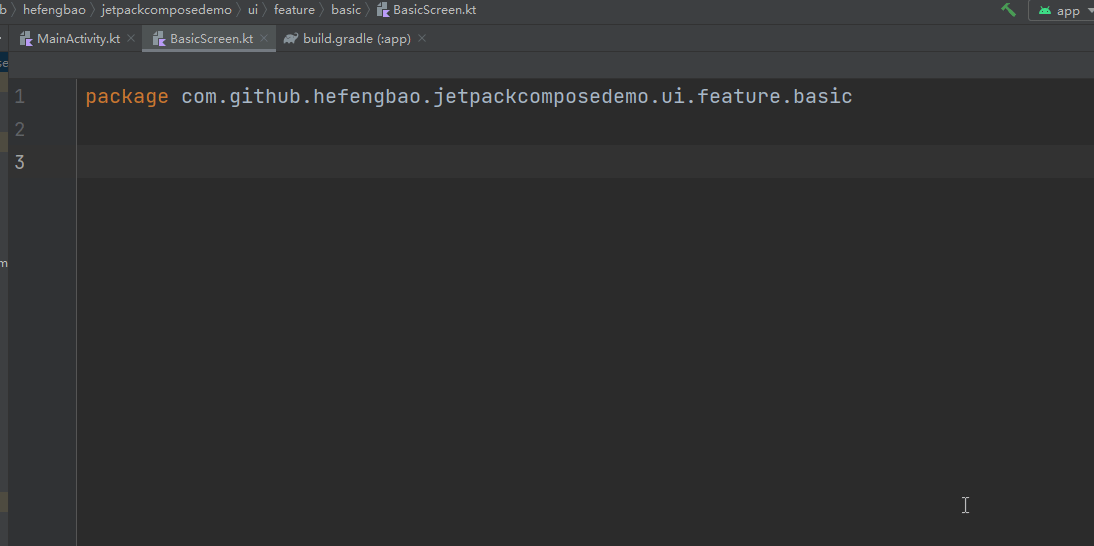 b hefengbao jetpackcomposedemo ui feature basic BasicScreen.kt app
MainActivity.kt BasicScreen.kt build.gradle (:app)
se
1 package com.github.hefengbao.jetpackcomposedemo.ui.feature.basic
2
3
m